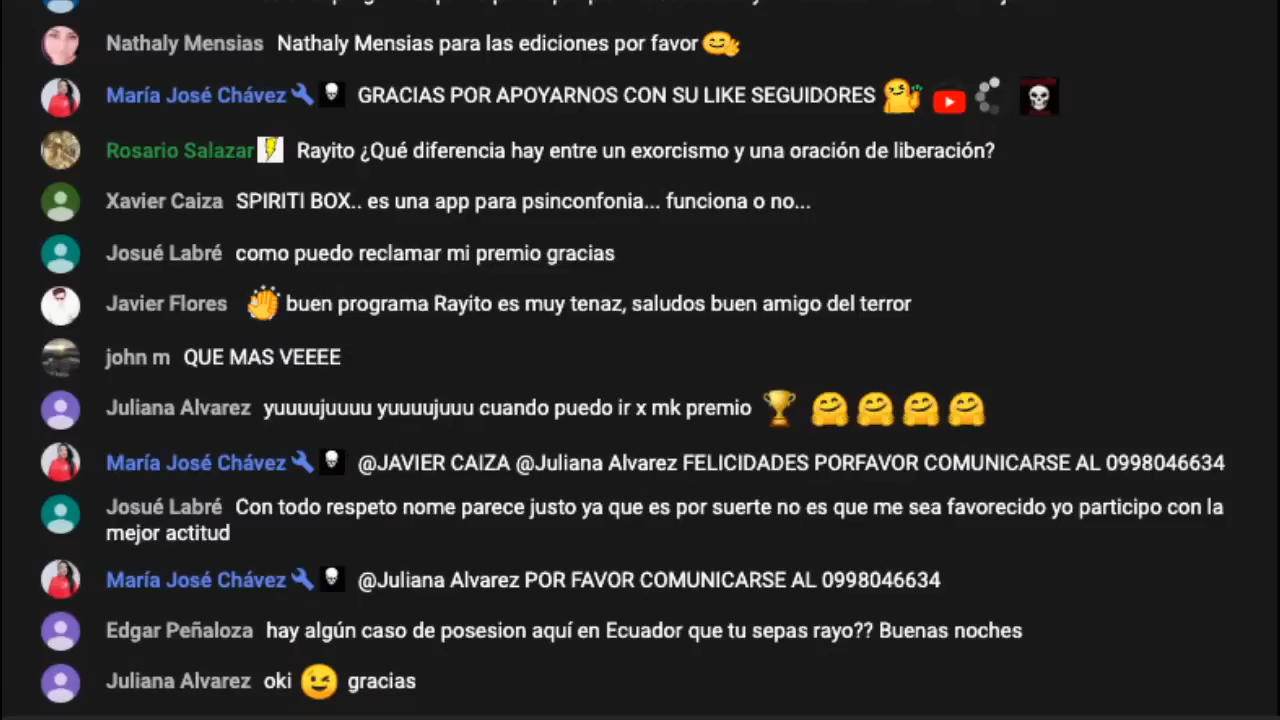 Nathaly Mensias Nathaly Mensias para las ediciones por favor
María José Chávez GRACIAS POR APOYARNOS CON SU LIKE SEGUIDORES
Rosario Salazar Rayito ¿Qué diferencia hay entre un exorcismo y una oración de liberación?
Xavier Caiza SPIRITI BOX.. es una app para psinconfonia... funciona o no...
Josué Labré como puedo reclamar mi premio gracias
Javier Flores buen programa Rayito es muy tenaz, saludos buen amigo del terror
john m QUE MAS VEEEE
Juliana Alvarez yuuuujuuuu yuuuujuuu cuando puedo ir x mk premio
María José Chávez @JAVIER CAIZA @Juliana Alvarez FELICIDADES PORFAVOR COMUNICARSE AL 0998046634
Josué Labré Con todo respeto nome parece justo ya que es por suerte no es que me sea favorecido yo participo con la
mejor actitud
María José Chávez @Juliana Alvarez POR FAVOR COMUNICARSE AL 0998046634
Edgar Peñaloza hay algún caso de posesion aquí en Ecuador que tu sepas rayo?? Buenas noches
Juliana Alvarez oki gracias